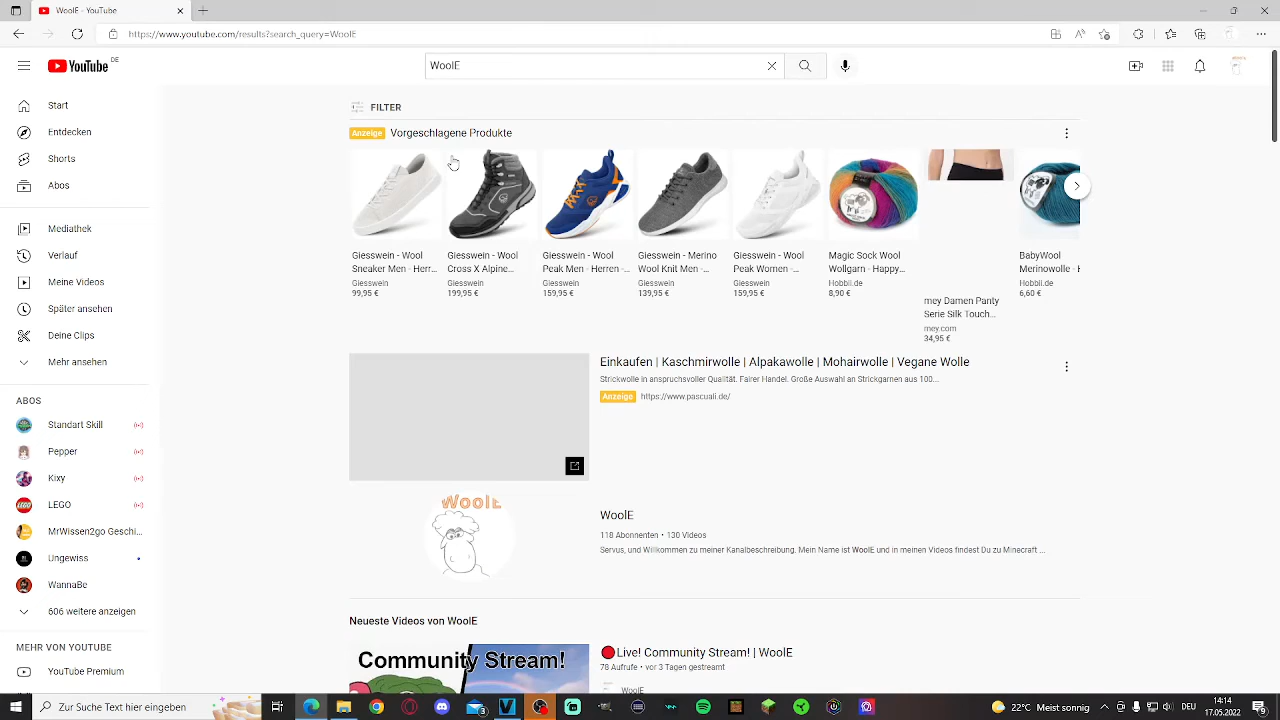 WoolE - YouTube
https://www.youtube.com/results?search_query=WoolE
YouTube DE
WoolE
Start
Entdecken
Shorts
Abos
Mediathek
Verlauf
Meine Videos
Später ansehen
Deine Clips
Mehr ansehen
ABOS
Standart Skill
Pepper
Kixy
LEGO
MrWissen2go Geschi...
Ungewiss
WannaBe
606 weitere anzeigen
MEHR VON YOUTUBE
YouTube Premium
FILTER
Anzeige Vorgeschlagene Produkte
Giesswein - Wool Sneaker Men - Herr...
Giesswein
99,95 €
Giesswein - Wool Cross X Alpine...
Giesswein
199,95 €
Giesswein - Wool Peak Men - Herren -...
Giesswein
159,95 €
Giesswein - Merino Wool Knit Men -...
Giesswein
139,95 €
Giesswein - Wool Peak Women -...
Giesswein
159,95 €
Magic Sock Wool Wollgarn - Happy...
Hobbii.de
8,90 €
mey Damen Panty Serie Silk Touch...
mey.com
34,95 €
BabyWool Merinowolle - H
Hobbii.de
6,60 €
Einkaufen | Kaschmirwolle | Alpakawolle | Mohairwolle | Vegane Wolle
Strickwolle in anspruchsvoller Qualität. Fairer Handel. Große Auswahl an Strickgarnen aus 100...
Anzeige https://www.pascuali.de/
WoolE
WoolE
118 Abonnenten • 130 Videos
Servus, und Willkommen zu meiner Kanalbeschreibung. Mein Name ist WoolE und in meinen Videos findest Du zu Minecraft ...
Neueste Videos von WoolE
Community Stream!
Live! Community Stream! | WoolE
78 Aufrufe • vor 3 Tagen gestreamt
WoolE
Zur Suche Text hier eingeben
22°C Meist sonnig
14:14
17.05.2022